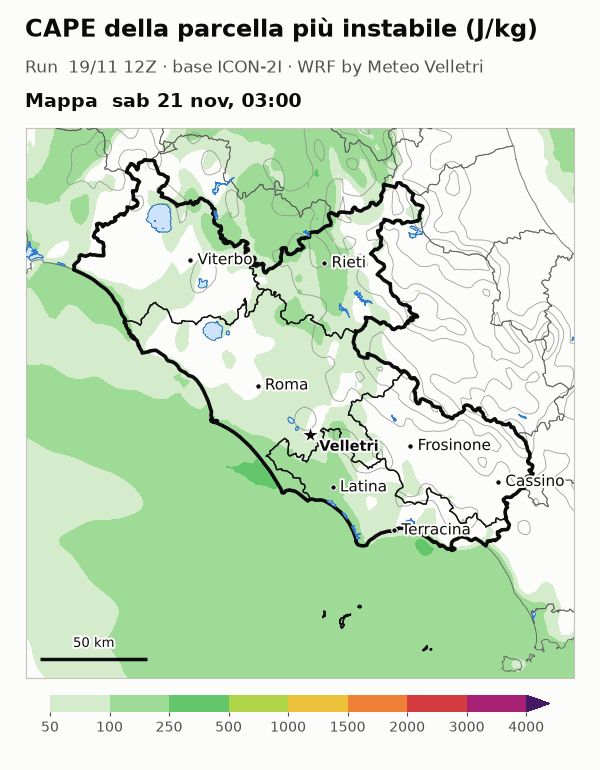 CAPE della parcella più instabile (J/kg)
Run  19/11 12Z · base ICON-2I · WRF by Meteo Velletri
Mappa  sab 21 nov, 03:00
Viterbo
Rieti
Roma
Velletri
Frosinone
Latina
Cassino
Terracina
50 km
50 100 250 500 1000 1500 2000 3000 4000